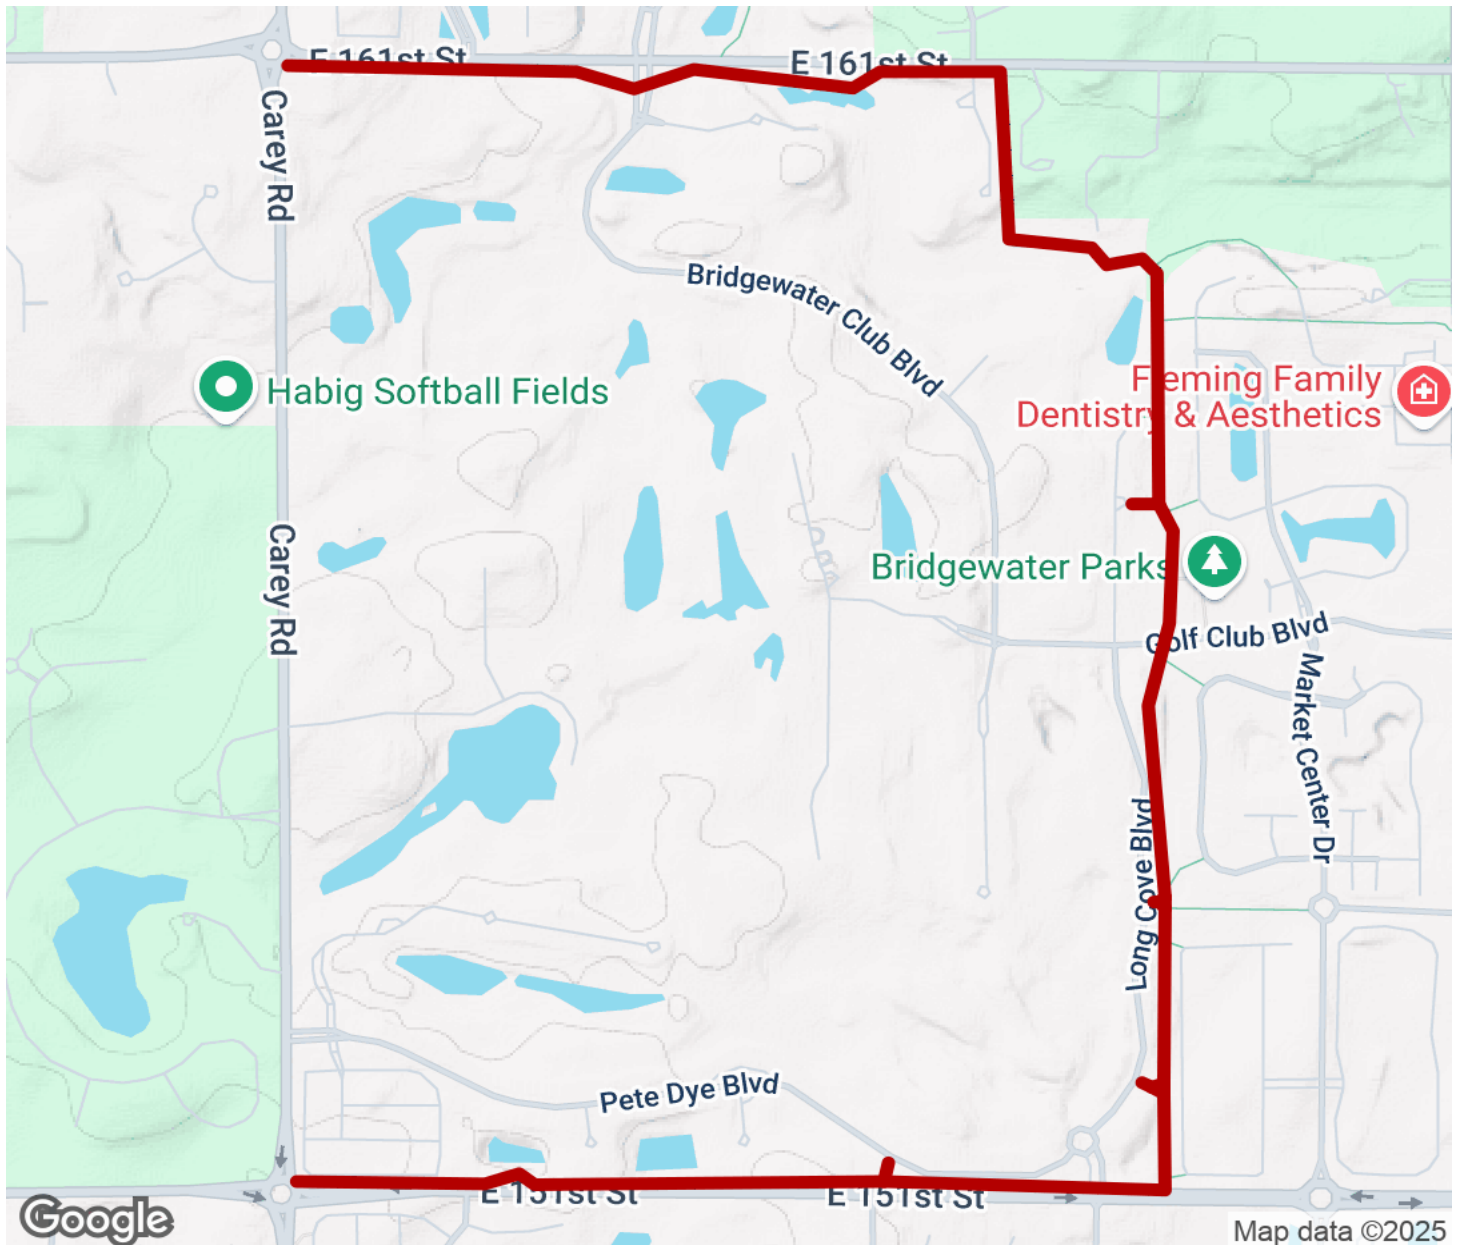 E 161st St
E 161st St
Carey Rd
Bridgewater Club Blvd
Habig Softball Fields
Fleming Family
Dentistry & Aesthetics
Carey Rd
Bridgewater Parks
Golf Club Blvd
Market Center Dr
Long Cove Blvd
Pete Dye Blvd
E 151st St
E 151st St
Google
Map data ©2025